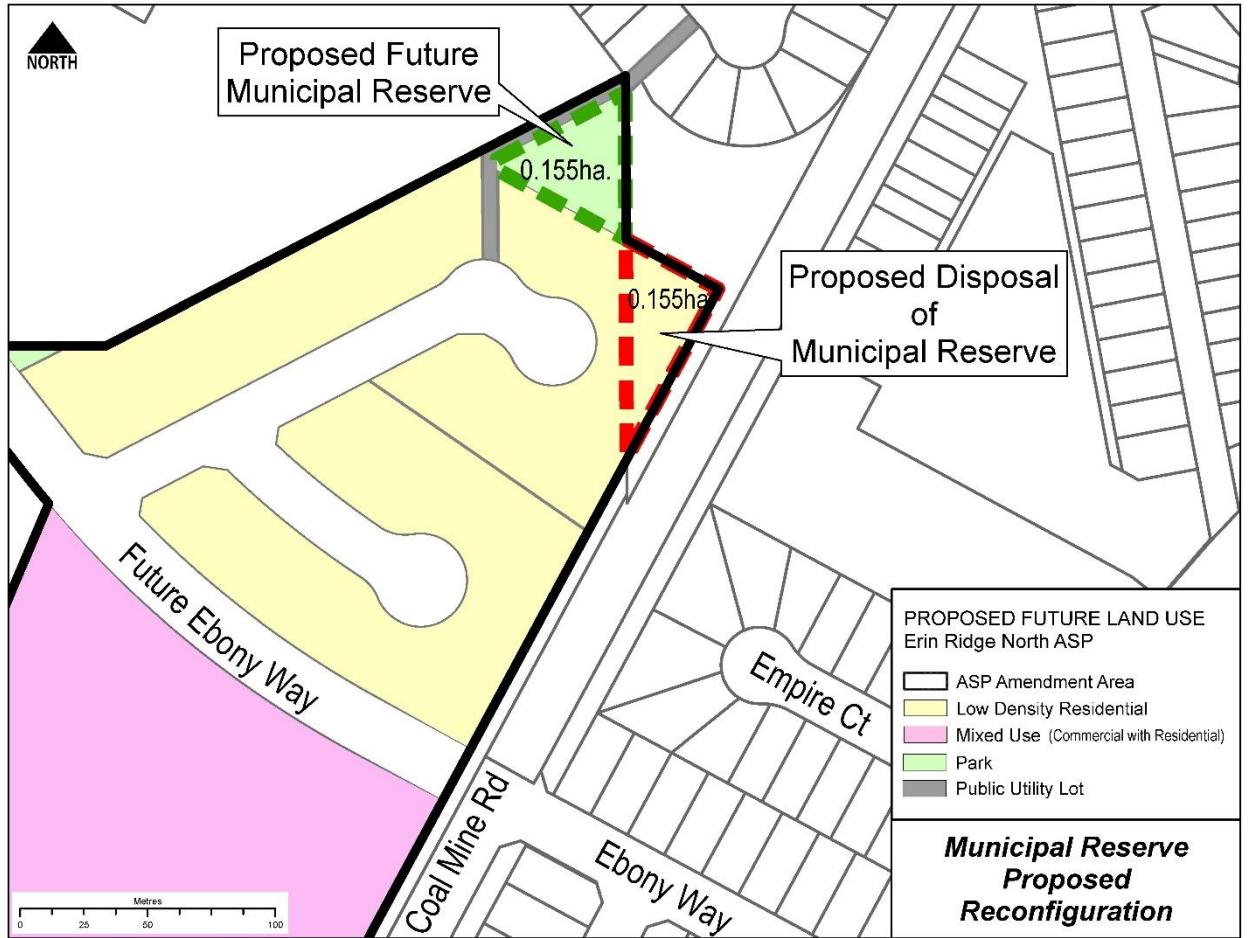 NORTH
Proposed Future
Municipal Reserve
0.155ha.
0.155ha
Proposed Disposal
of
Municipal Reserve
Future Ebony Way
Empire Ct
Coal Mine Rd
Ebony Way
PROPOSED FUTURE LAND USE
Erin Ridge North ASP
ASP Amendment Area
Low Density Residential
Mixed Use (Commercial with Residential)
Park
Public Utility Lot
Municipal Reserve
Proposed
Reconfiguration
Metres
0 25 50 100